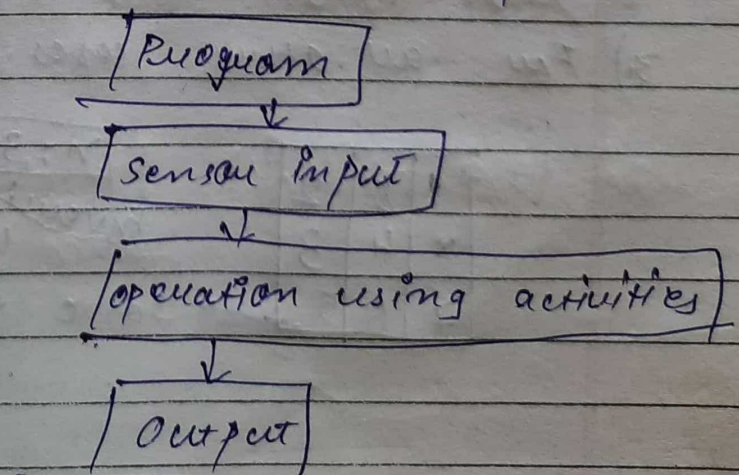 Program
Sensor input
operation using activities
Output